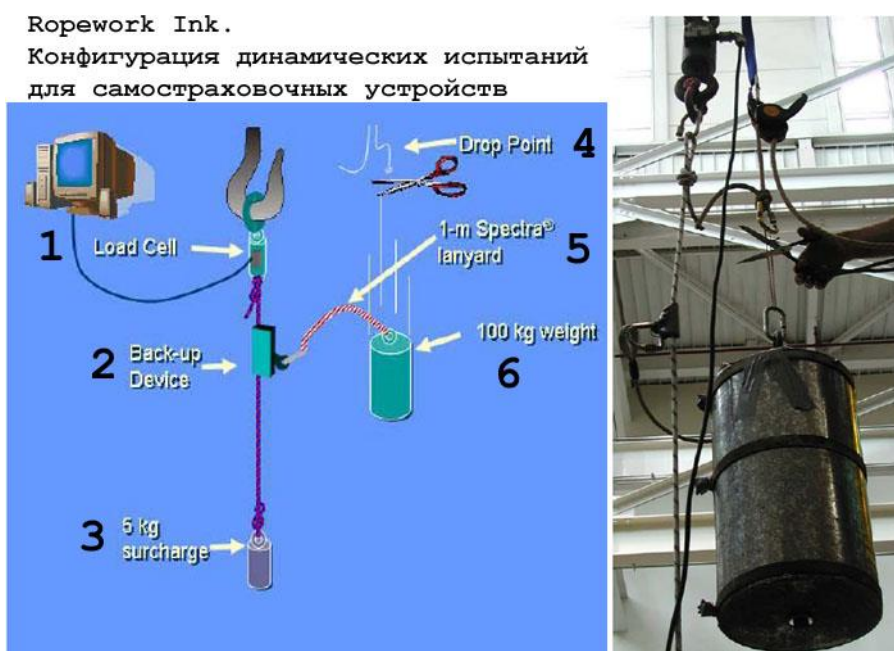 Ropework Ink.
Конфигурация динамических испытаний
для самостраховочных устройств
Drop Point 4
1 Load Cell
1-m Spectra®
lanyard 5
2 Back-up
Device
100 kg weight
6
3 5 kg
surcharge